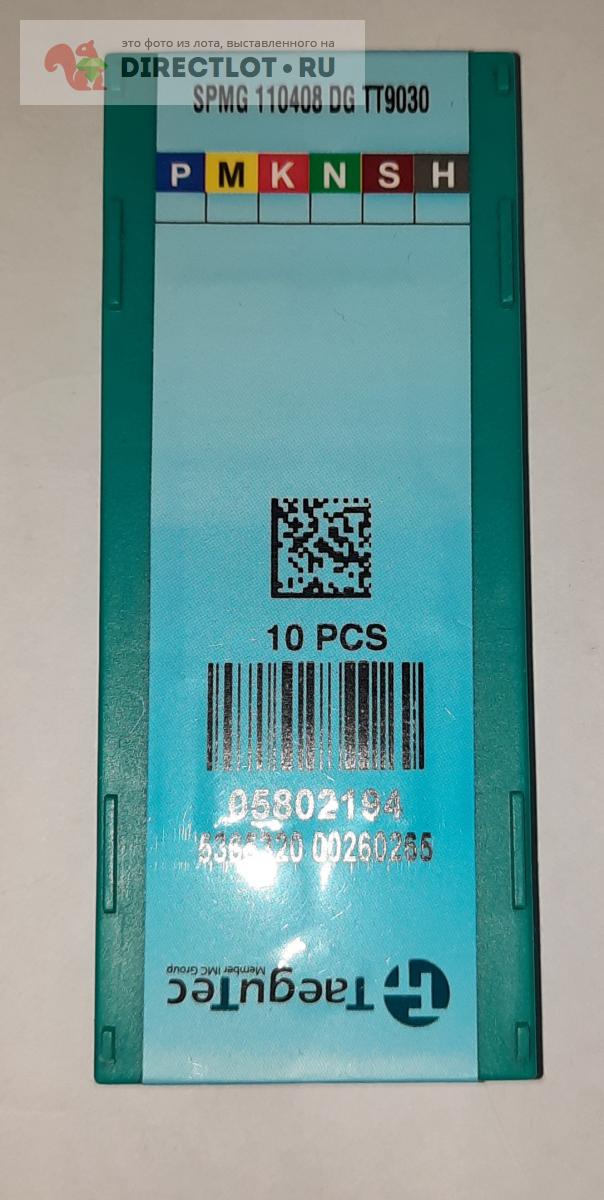 это фото из лота, выставленного на
DIRECTLOT.RU
SPMG 110408 DG TT9030
P M K N S H
10 PCS
05802194
00260265
TaeguTec
Member IMC Group